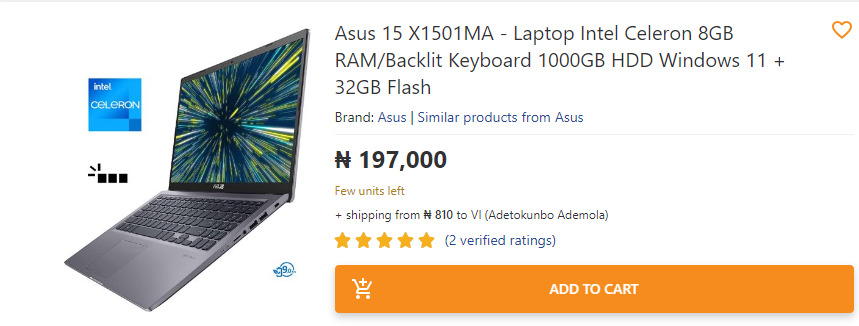 Asus 15 X1501MA - Laptop Intel Celeron 8GB
RAM/Backlit Keyboard 1000GB HDD Windows 11 +
32GB Flash
Brand: Asus | Similar products from Asus
₦ 197,000
Few units left
+ shipping from ₦ 810 to VI (Adetokunbo Ademola)
(2 verified ratings)
ADD TO CART
intel
CELERON
ASUS